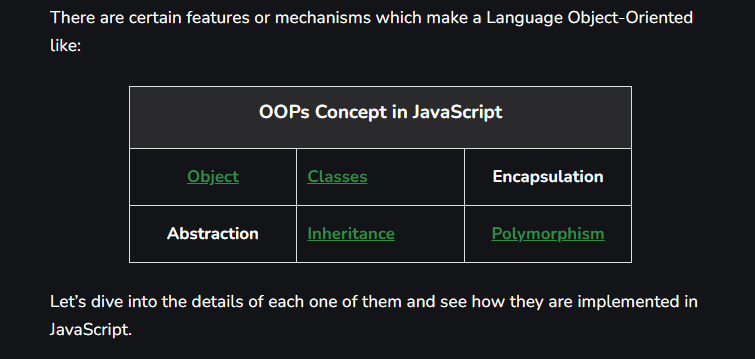 There are certain features or mechanisms which make a Language Object-Oriented
like:
OOPs Concept in JavaScript
Object Classes Encapsulation
Abstraction Inheritance Polymorphism
Let’s dive into the details of each one of them and see how they are implemented in
JavaScript.